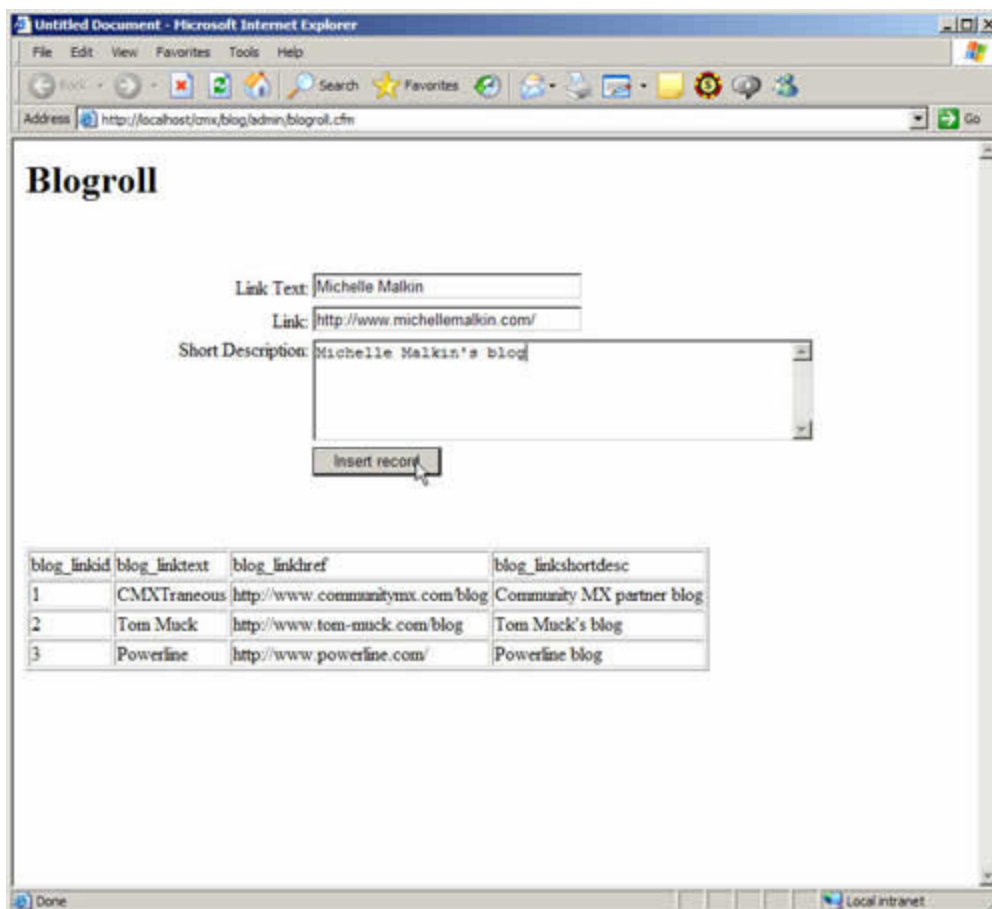 Untitled Document - Microsoft Internet Explorer
File Edit View Favorites Tools Help
Back Search Favorites
Address http://localhost/cmx/blog/admin/blogroll.cfm Go
Blogroll
Link Text: Michelle Malkin
Link: http://www.michellemalkin.com/
Short Description: Michelle Malkin's blog
Insert record
blog_linkid blog_linktext blog_linkhref blog_linkshortdesc
1 CMXTraneous http://www.communitymx.com/blog Community MX partner blog
2 Tom Muck http://www.tom-muck.com/blog Tom Muck's blog
3 Powerline http://www.powerline.com/ Powerline blog
Done Local intranet